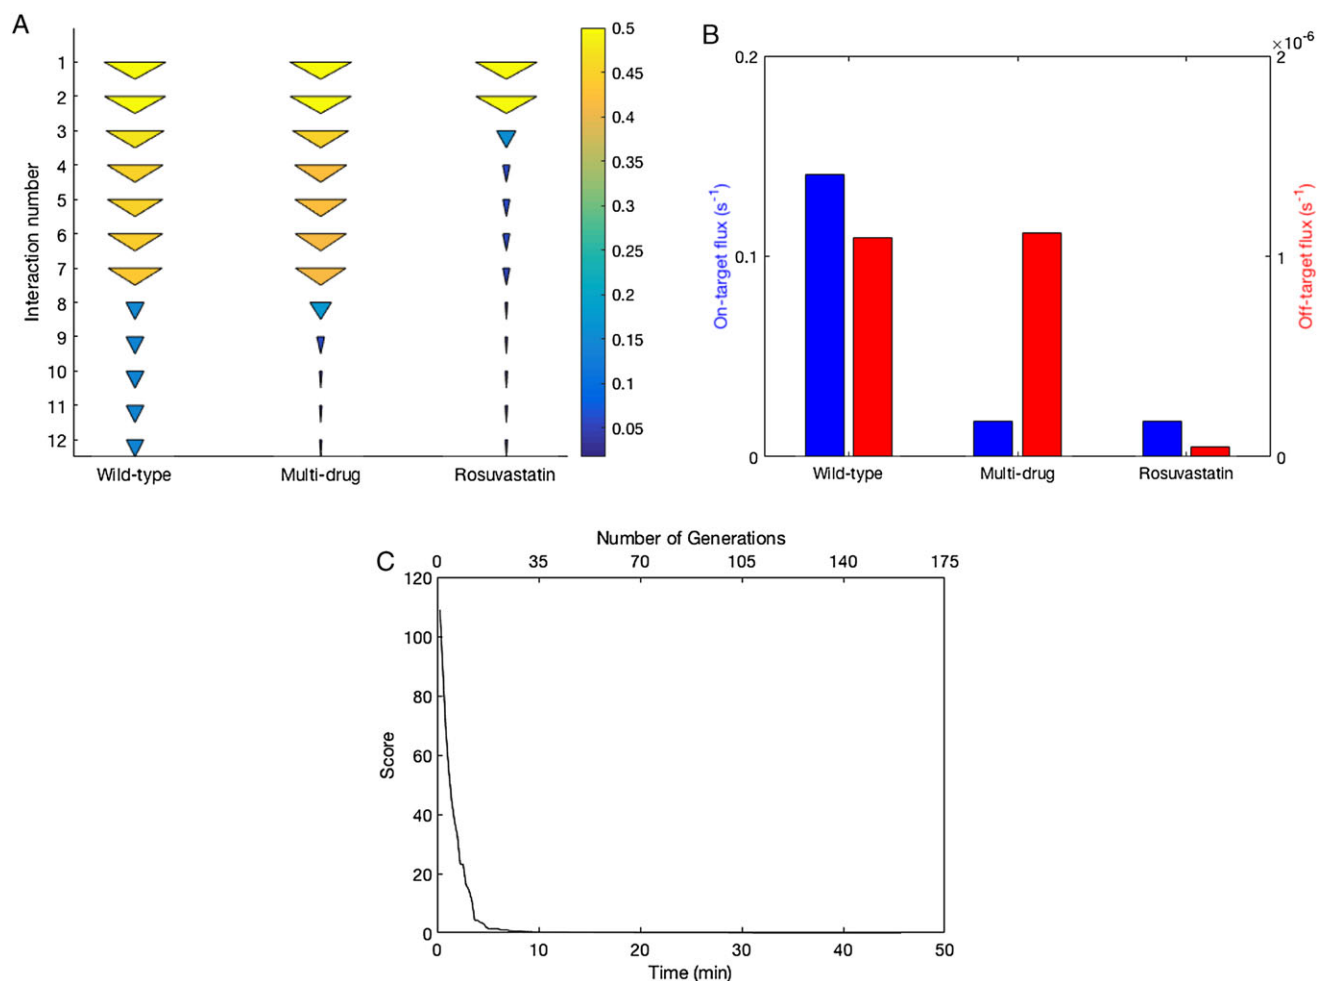 A
Interaction number
1
2
3
4
5
6
7
8
9
10
11
12
Wild-type Multi-drug Rosuvastatin
0.5
0.45
0.4
0.35
0.3
0.25
0.2
0.15
0.1
0.05
B
×10⁻⁶
On-target flux (s⁻¹)
0.2
0.1
0
2
1
0
Off-target flux (s⁻¹)
Wild-type Multi-drug Rosuvastatin
C
Number of Generations
0 35 70 105 140 175
Score
120
100
80
60
40
20
0
0 10 20 30 40 50
Time (min)